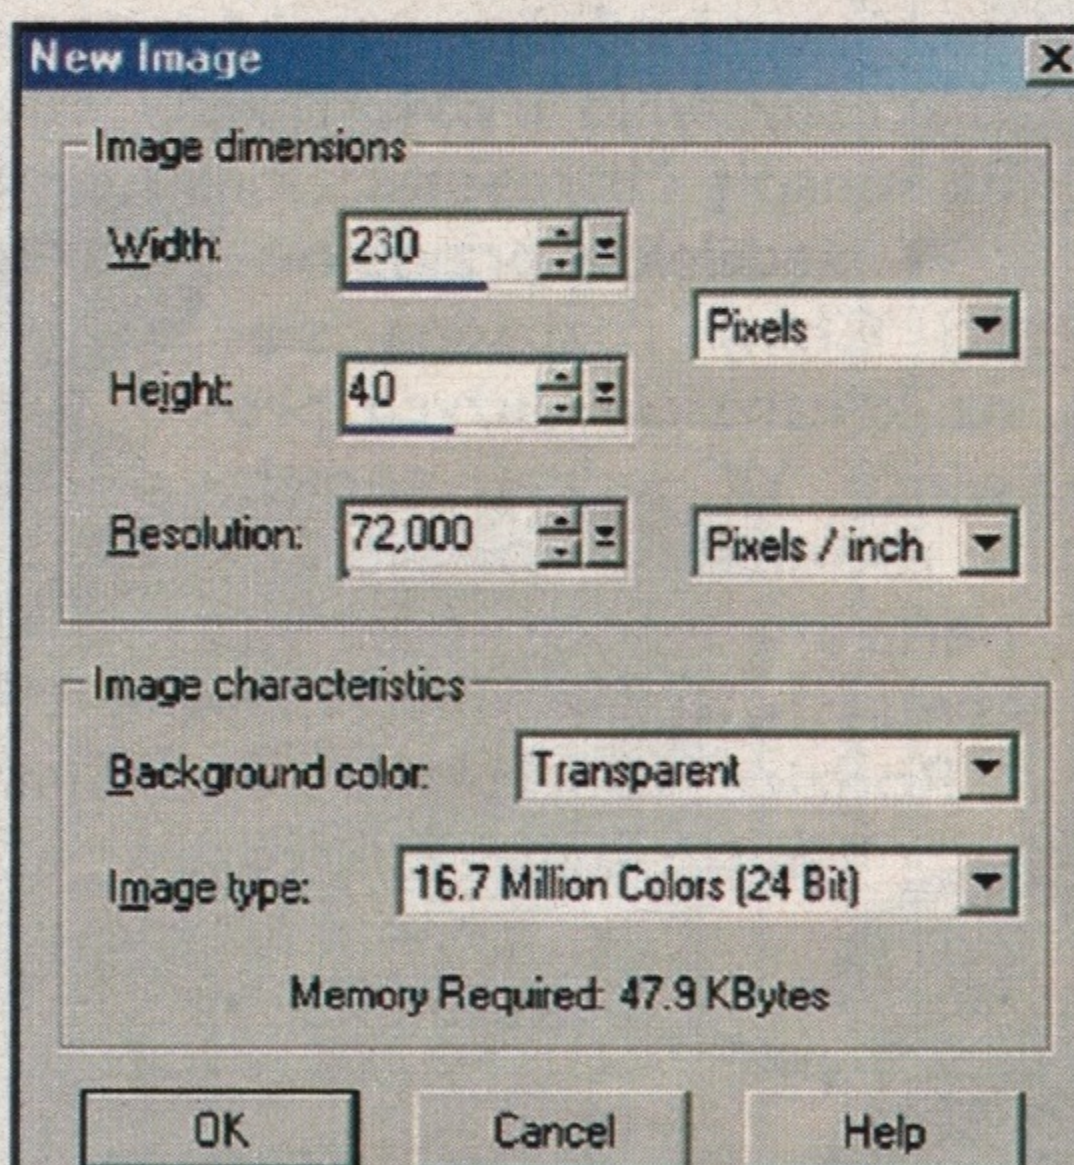 New Image
Image dimensions
Width: 230
Pixels
Height: 40
Resolution: 72,000 Pixels / inch
Image characteristics
Background color: Transparent
Image type: 16.7 Million Colors (24 Bit)
Memory Required: 47.9 KBytes
OK Cancel Help